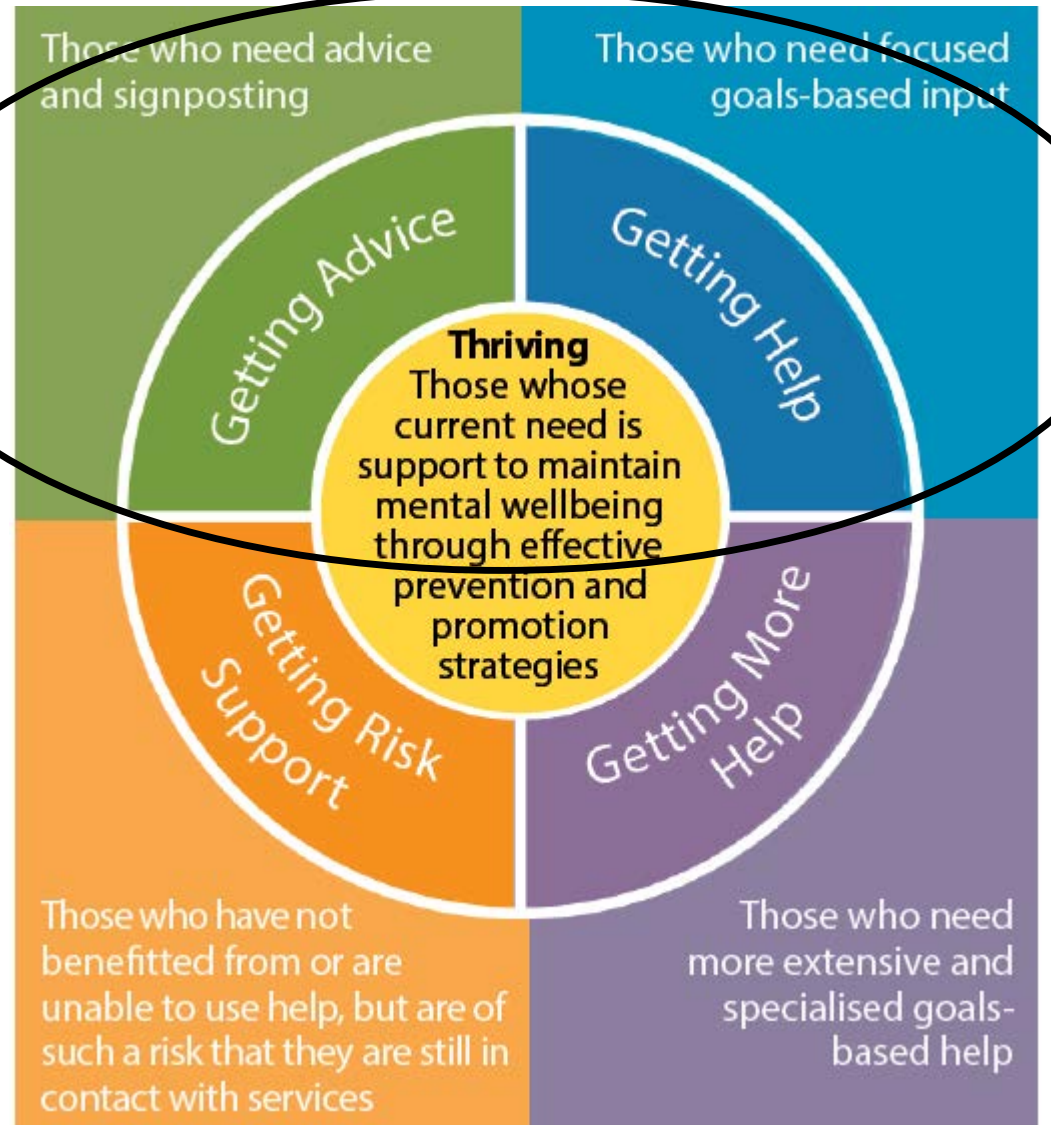 Those who need advice
and signposting
Those who need focused
goals-based input
Getting Advice
Getting Help
Thriving
Those whose
current need is
support to maintain
mental wellbeing
through effective
prevention and
promotion
strategies
Getting Risk
Support
Getting More
Help
Those who have not
benefitted from or are
unable to use help, but are of
such a risk that they are still in
contact with services
Those who need
more extensive and
specialised goals-
based help